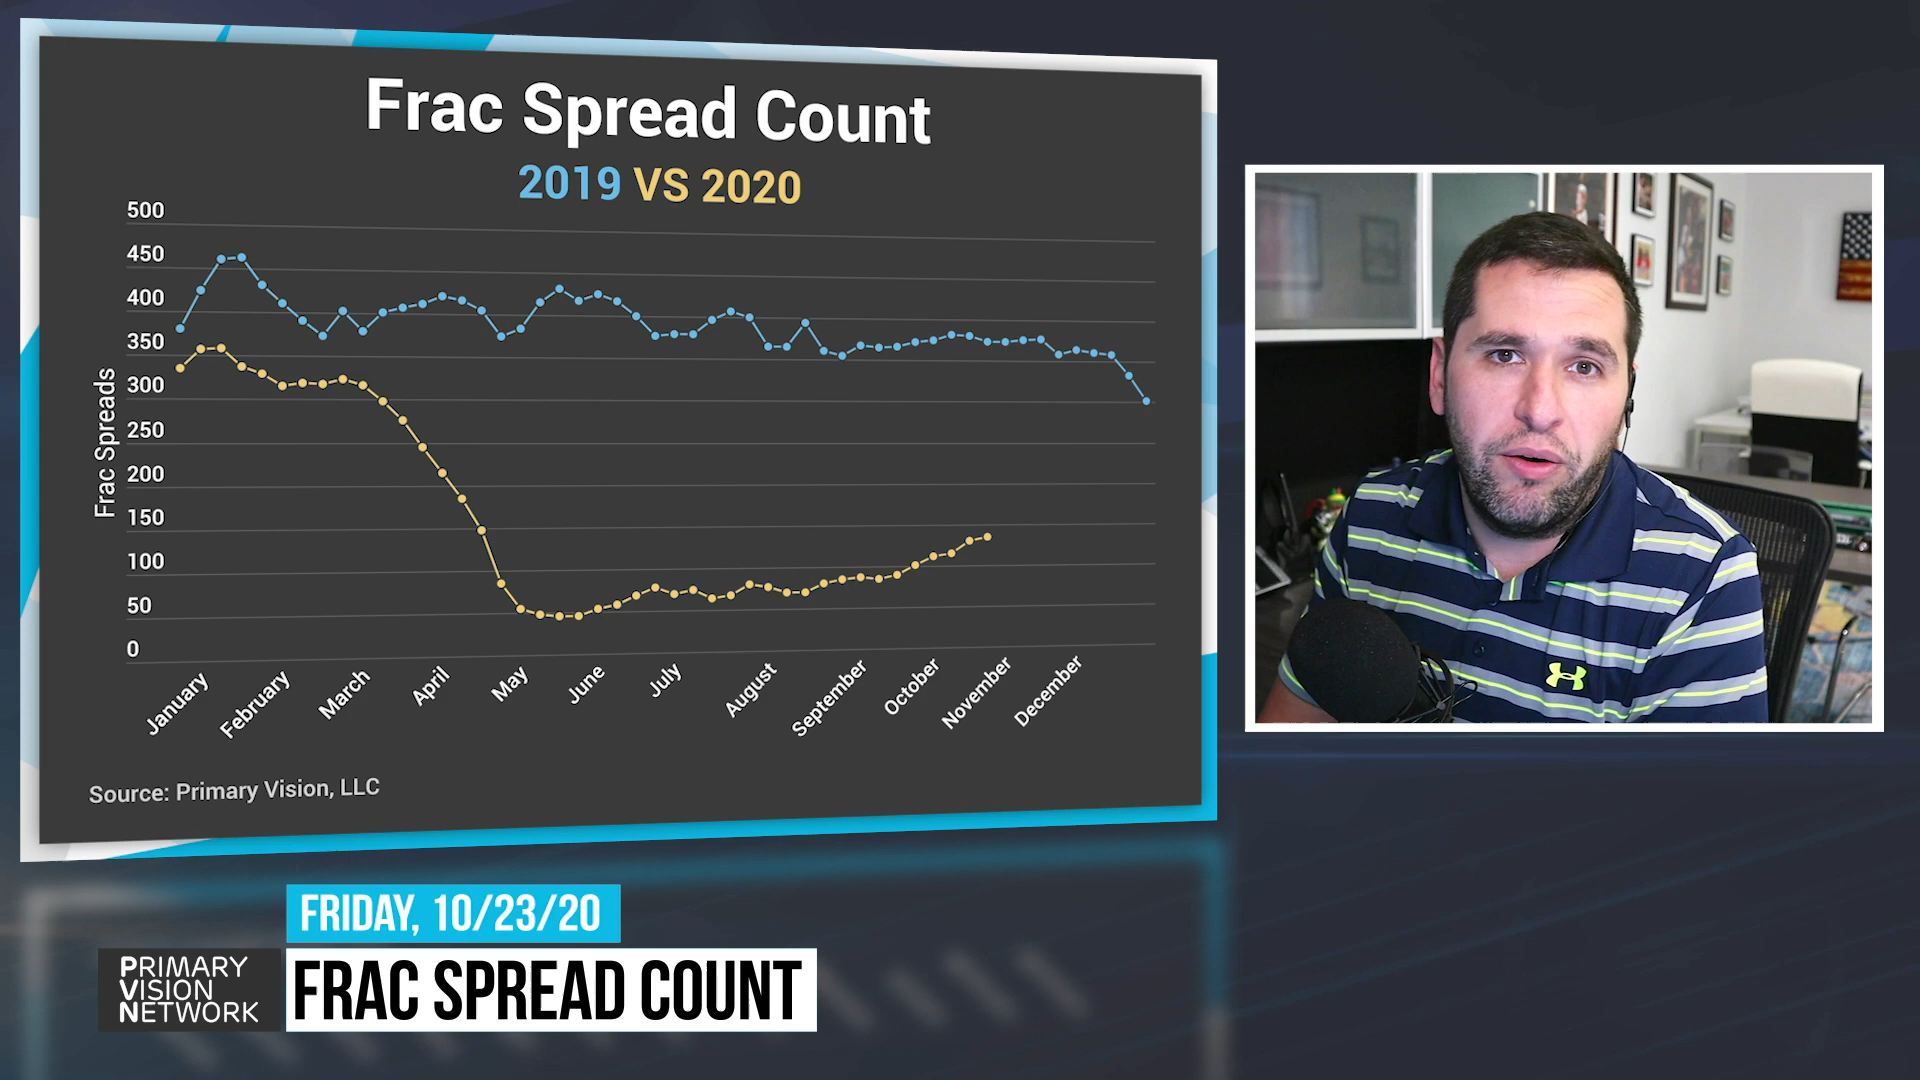 Frac Spread Count
2019 VS 2020
500
450
400
350
300
250
200
150
100
50
0
Frac Spreads
January
February
March
April
May
June
July
August
September
October
November
December
Source: Primary Vision, LLC
FRIDAY, 10/23/20
PRIMARY
VISION
NETWORK
FRAC SPREAD COUNT